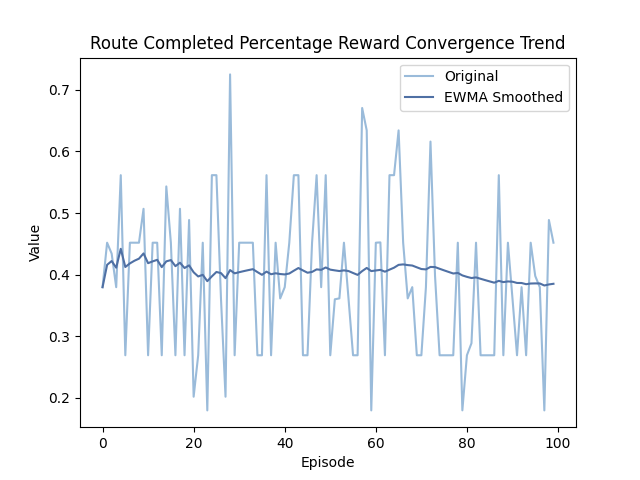 Route Completed Percentage Reward Convergence Trend
Original
EWMA Smoothed
0.7
0.6
0.5
0.4
0.3
0.2
Value
0 20 40 60 80 100
Episode